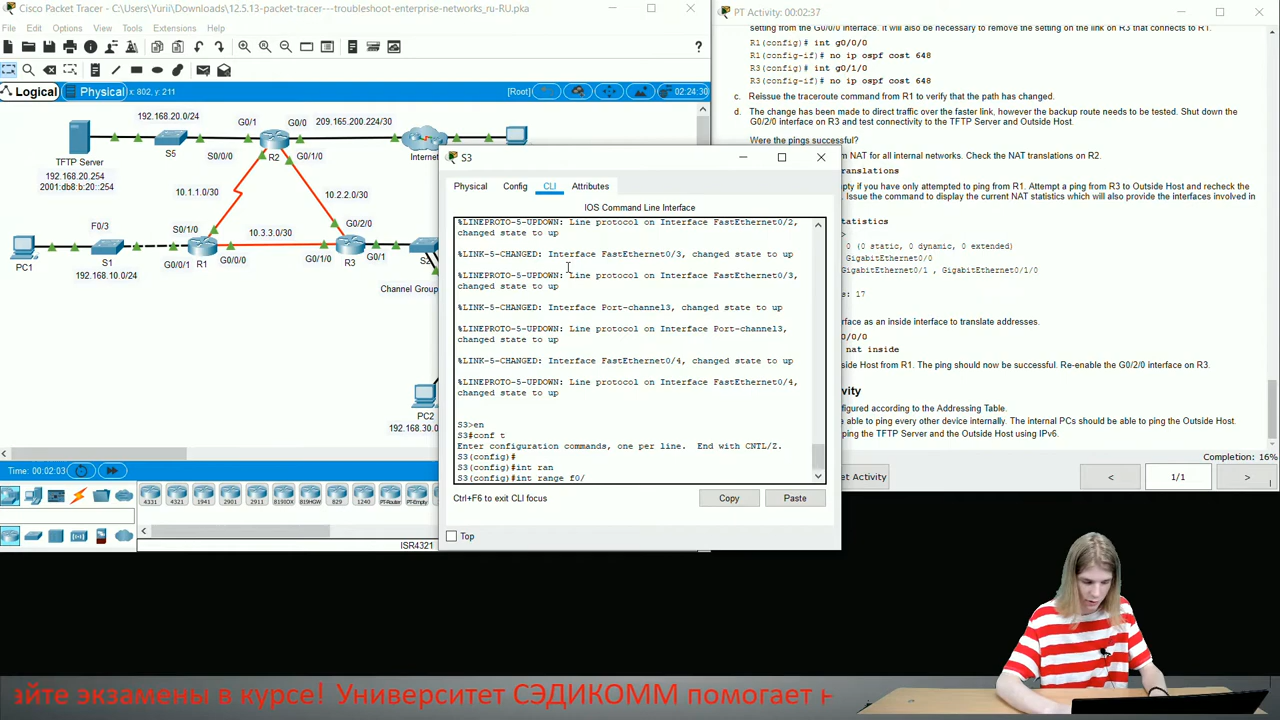 Cisco Packet Tracer - C:\Users\Yurii\Downloads\12.5.13-packet-tracer---troubleshoot-enterprise-networks_ru-RU.pka
File Edit Options View Tools Extensions Help
Logical Physical x: 802, y: 211 [Root] 02:24:30
192.168.20.0/24
G0/1 G0/0 209.165.200.224/30
TFTP Server
192.168.20.254
2001:db8:b:20::254
S5
S0/0/0
R2
G0/1/0
Internet
10.1.1.0/30
10.2.2.0/30
F0/3
S0/1/0
G0/2/0
10.3.3.0/30
PC1
S1
192.168.10.0/24
G0/0/1
R1
G0/0/0
G0/1/0
R3
G0/1
S2
Channel Group
PC2
192.168.30.0
Time: 00:02:03
4331 4321 1941 2901 2911 819IOX 819HGW 829 1240 PT-Router PT-Empty
ISR4321
S3
Physical Config CLI Attributes
IOS Command Line Interface
%LINEPROTO-5-UPDOWN: Line protocol on Interface FastEthernet0/2,
changed state to up
%LINK-5-CHANGED: Interface FastEthernet0/3, changed state to up
%LINEPROTO-5-UPDOWN: Line protocol on Interface FastEthernet0/3,
changed state to up
%LINK-5-CHANGED: Interface Port-channel3, changed state to up
%LINEPROTO-5-UPDOWN: Line protocol on Interface Port-channel3,
changed state to up
%LINK-5-CHANGED: Interface FastEthernet0/4, changed state to up
%LINEPROTO-5-UPDOWN: Line protocol on Interface FastEthernet0/4,
changed state to up
S3>en
S3#conf t
Enter configuration commands, one per line. End with CNTL/Z.
S3(config)#
S3(config)#int ran
S3(config)#int range f0/
Ctrl+F6 to exit CLI focus
Copy Paste
Top
PT Activity: 00:02:37
setting from the G0/0/0 interface. It will also be necessary to remove the setting on the link on R3 that connects to R1.
R1(config)# int g0/0/0
R1(config-if)# no ip ospf cost 648
R3(config)# int g0/1/0
R3(config-if)# no ip ospf cost 648
c. Reissue the traceroute command from R1 to verify that the path has changed.
d. The change has been made to direct traffic over the faster link, however the backup route needs to be tested. Shut down the
G0/2/0 interface on R3 and test connectivity to the TFTP Server and Outside Host.
Were the pings successful?
m NAT for all internal networks. Check the NAT translations on R2.
ranslations
pty if you have only attempted to ping from R1. Attempt a ping from R3 to Outside Host and recheck the
. Issue the command to display the current NAT statistics which will also provide the interfaces involved in
atistics
0 (0 static, 0 dynamic, 0 extended)
GigabitEthernet0/1 , GigabitEthernet0/1/0
s: 17
rface as an inside interface to translate addresses.
0/0/0
nat inside
side Host from R1. The ping should now be successful. Re-enable the G0/2/0 interface on R3.
ivity
figured according to the Addressing Table.
able to ping every other device internally. The internal PCs should be able to ping the Outside Host.
ping the TFTP Server and the Outside Host using IPv6.
Completion: 16%
et Activity < 1/1 >
айте экзамены в курсе! Университет СЭДИКОММ помогает н